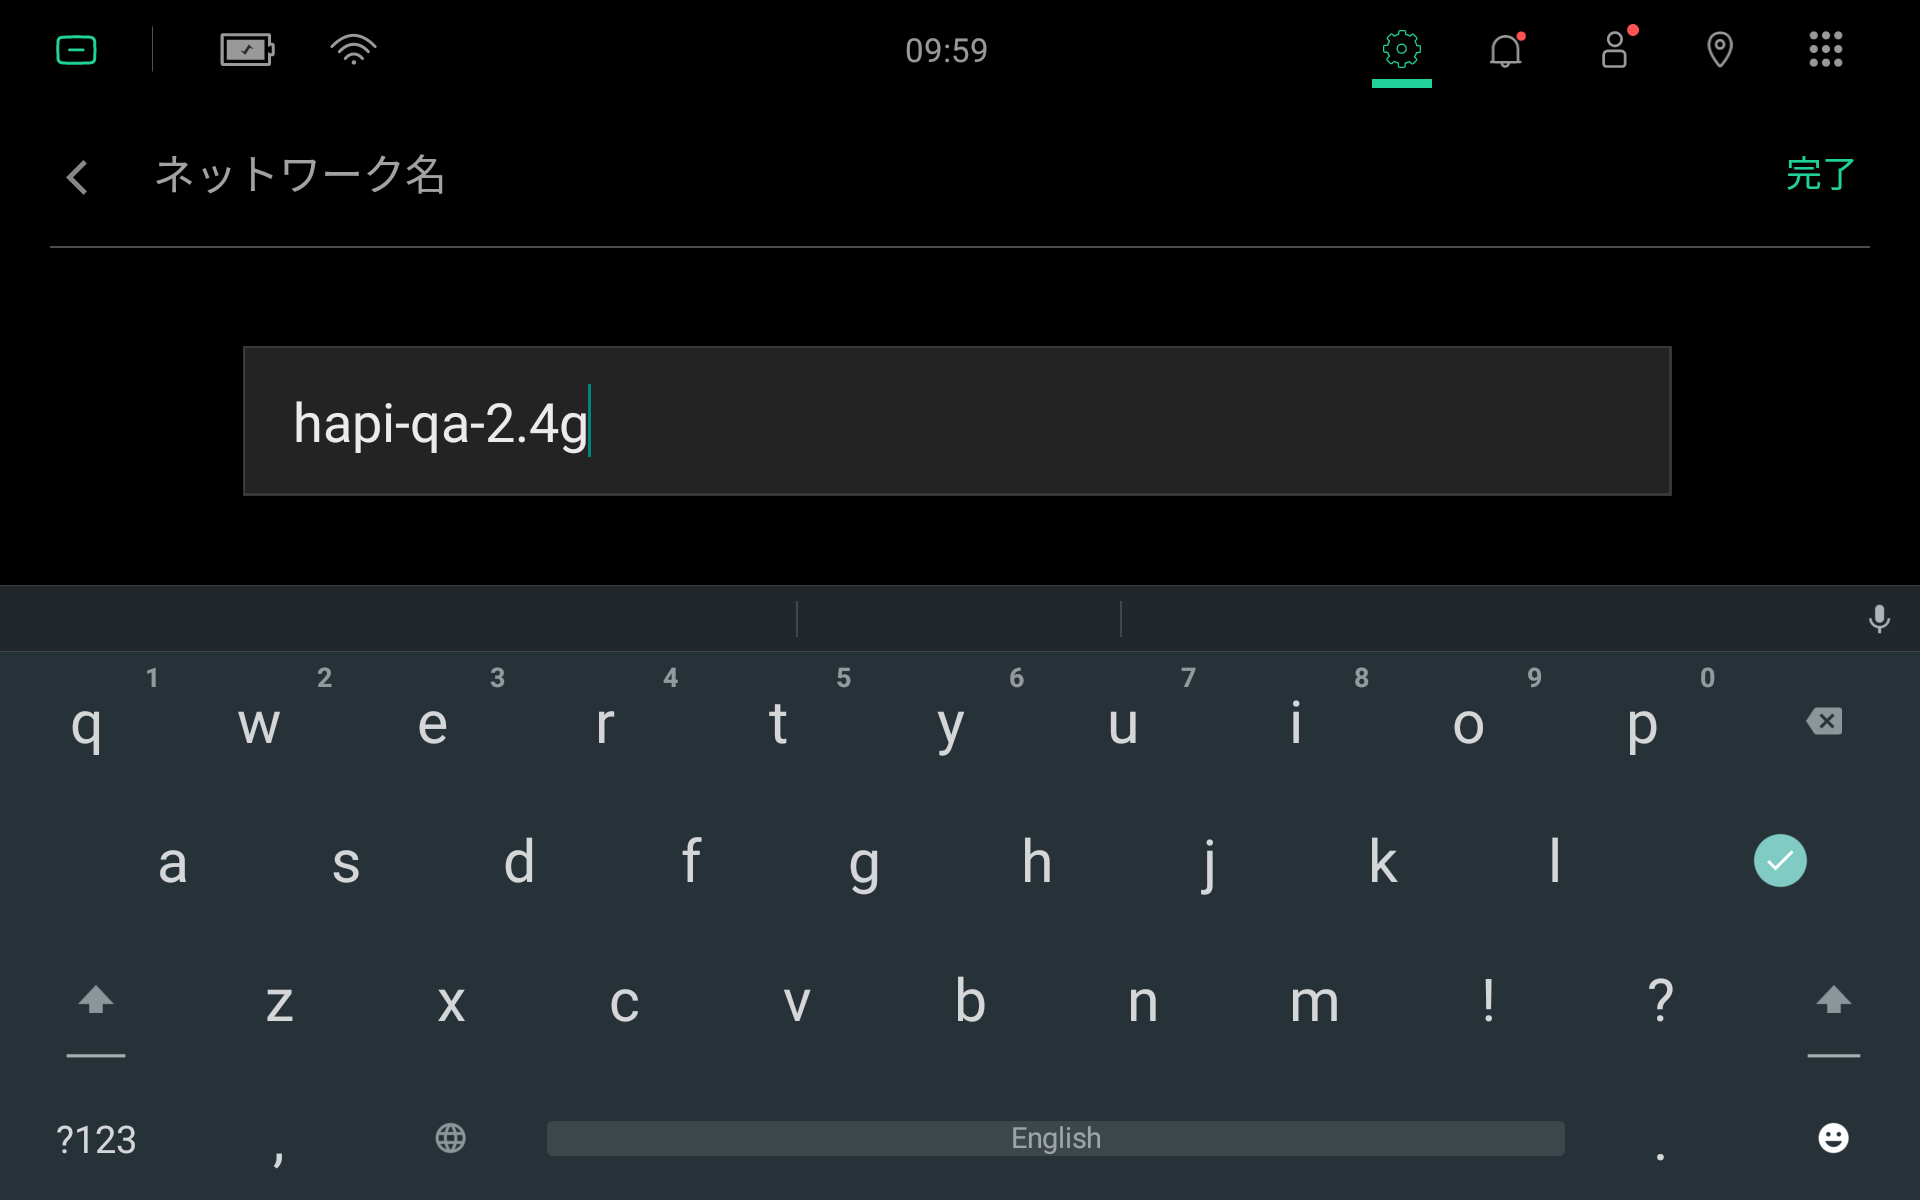 09:59
ネットワーク名
完了
hapi-qa-2.4g
1 2 3 4 5 6 7 8 9 0
q w e r t y u i o p
a s d f g h j k l
z x c v b n m ! ?
?123 , English .